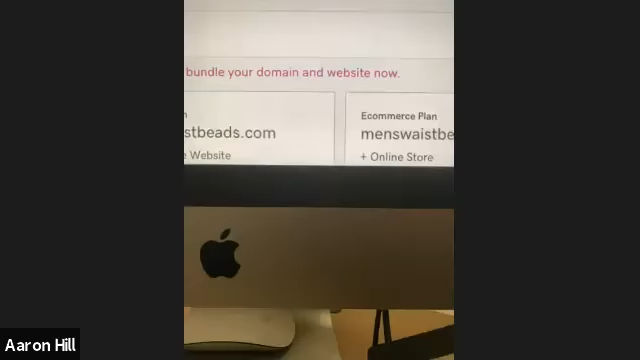 bundle your domain and website now.
Ecommerce Plan
stbeads.com
menswaistbe
Website
+ Online Store
Aaron Hill